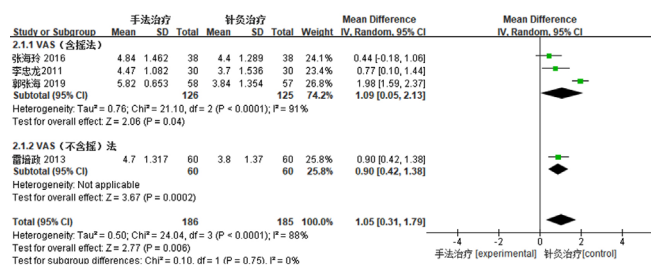 手法治疗 针灸治疗 Mean Difference Mean Difference
Study or Subgroup Mean SD Total Mean SD Total Weight IV, Random, 95% CI IV, Random, 95% CI
2.1.1 VAS（含摇法）
张海玲 2016 4.84 1.462 38 4.4 1.289 38 24.1% 0.44 [-0.18, 1.06]
李忠龙2011 4.47 1.082 30 3.7 1.536 30 23.4% 0.77 [0.10, 1.44]
郭张海 2019 5.82 0.653 58 3.84 1.354 57 26.8% 1.98 [1.59, 2.37]
Subtotal (95% CI) 126 125 74.2% 1.09 [0.05, 2.13]
Heterogeneity: Tau² = 0.76; Chi² = 21.10, df = 2 (P < 0.0001); I² = 91%
Test for overall effect: Z = 2.06 (P = 0.04)
2.1.2 VAS（不含摇）法
雷培政 2013 4.7 1.317 60 3.8 1.37 60 25.8% 0.90 [0.42, 1.38]
Subtotal (95% CI) 60 60 25.8% 0.90 [0.42, 1.38]
Heterogeneity: Not applicable
Test for overall effect: Z = 3.67 (P = 0.0002)
Total (95% CI) 186 185 100.0% 1.05 [0.31, 1.79]
Heterogeneity: Tau² = 0.50; Chi² = 24.04, df = 3 (P < 0.0001); I² = 88%
Test for overall effect: Z = 2.77 (P = 0.006)
Test for subgroup differences: Chi² = 0.10, df = 1 (P = 0.75), I² = 0%
-4 -2 0 2 4
手法治疗 [experimental] 针灸治疗[control]